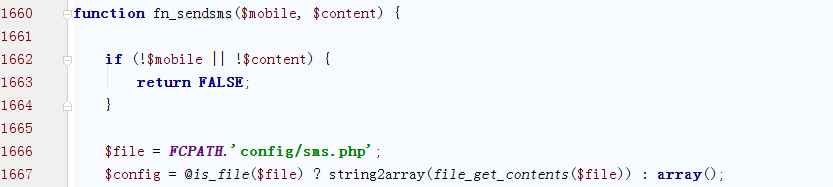 1660 function fn_sendsms($mobile, $content) {
1661
1662 if (!$mobile || !$content) {
1663 return FALSE;
1664 }
1665
1666 $file = FCPATH.'config/sms.php';
1667 $config = @is_file($file) ? string2array(file_get_contents($file)) : array();